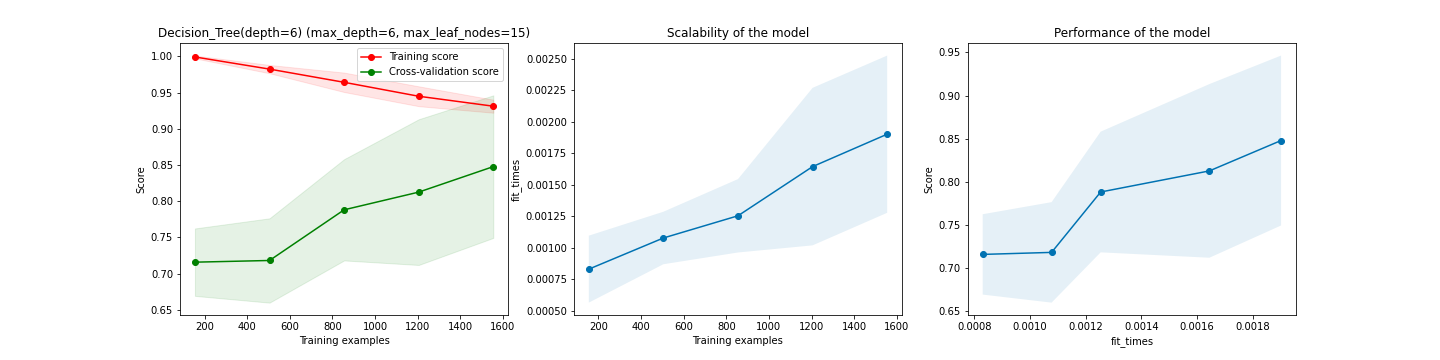 Decision_Tree(depth=6) (max_depth=6, max_leaf_nodes=15)
Training score
Cross-validation score
1.00
0.95
0.90
0.85
0.80
0.75
0.70
0.65
Score
200 400 600 800 1000 1200 1400 1600
Training examples
Scalability of the model
0.00250
0.00225
0.00200
0.00175
0.00150
0.00125
0.00100
0.00075
0.00050
fit_times
200 400 600 800 1000 1200 1400 1600
Training examples
Performance of the model
0.95
0.90
0.85
0.80
0.75
0.70
0.65
Score
0.0008 0.0010 0.0012 0.0014 0.0016 0.0018
fit_times